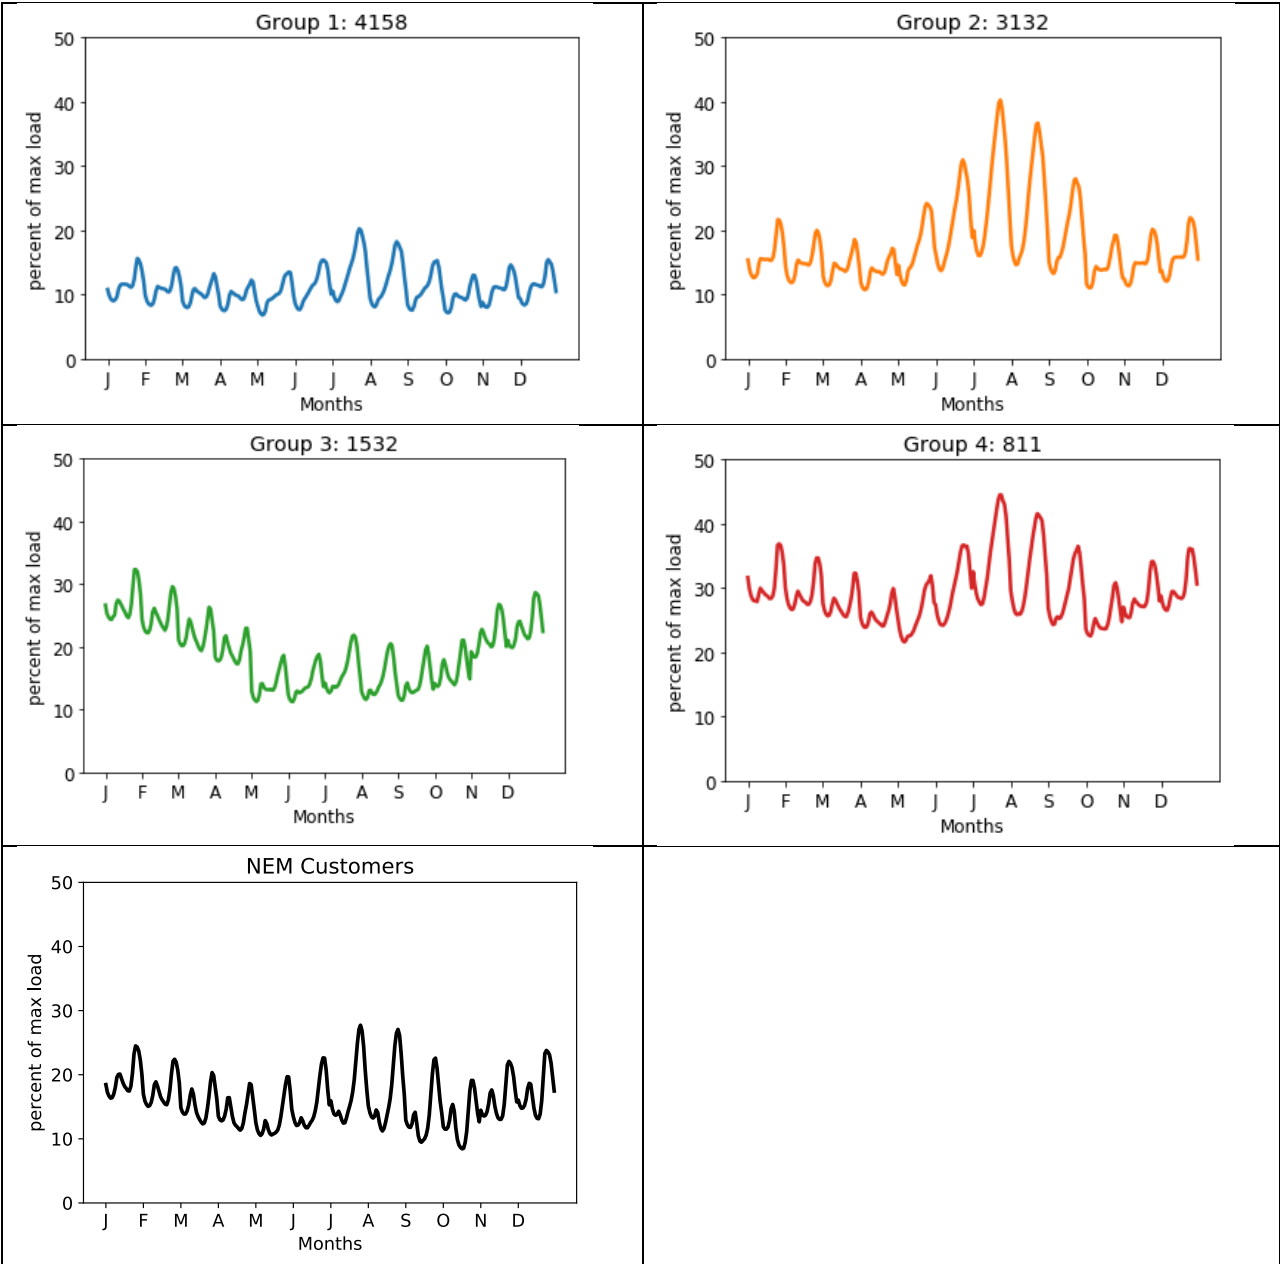 Group 1: 4158
50
40
30
20
10
0
percent of max load
J F M A M J J A S O N D
Months
Group 2: 3132
50
40
30
20
10
0
percent of max load
J F M A M J J A S O N D
Months
Group 3: 1532
50
40
30
20
10
0
percent of max load
J F M A M J J A S O N D
Months
Group 4: 811
50
40
30
20
10
0
percent of max load
J F M A M J J A S O N D
Months
NEM Customers
50
40
30
20
10
0
percent of max load
J F M A M J J A S O N D
Months